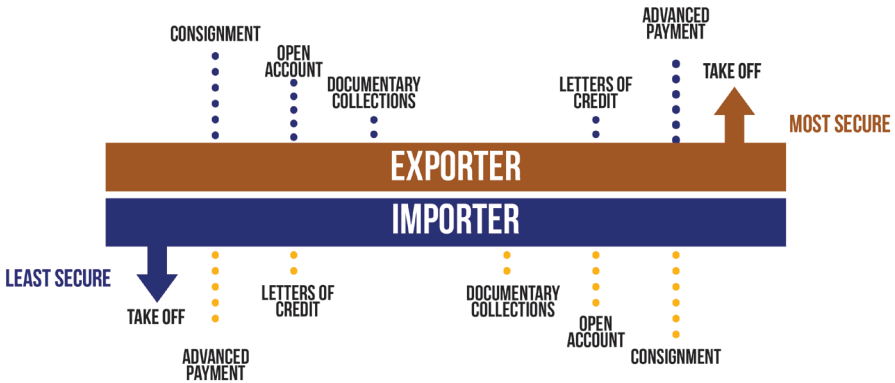 ADVANCED
PAYMENT
CONSIGNMENT
OPEN
ACCOUNT
DOCUMENTARY
COLLECTIONS
LETTERS OF
CREDIT
TAKE OFF
MOST SECURE
EXPORTER
IMPORTER
LEAST SECURE
TAKE OFF
ADVANCED
PAYMENT
LETTERS OF
CREDIT
DOCUMENTARY
COLLECTIONS
OPEN
ACCOUNT
CONSIGNMENT